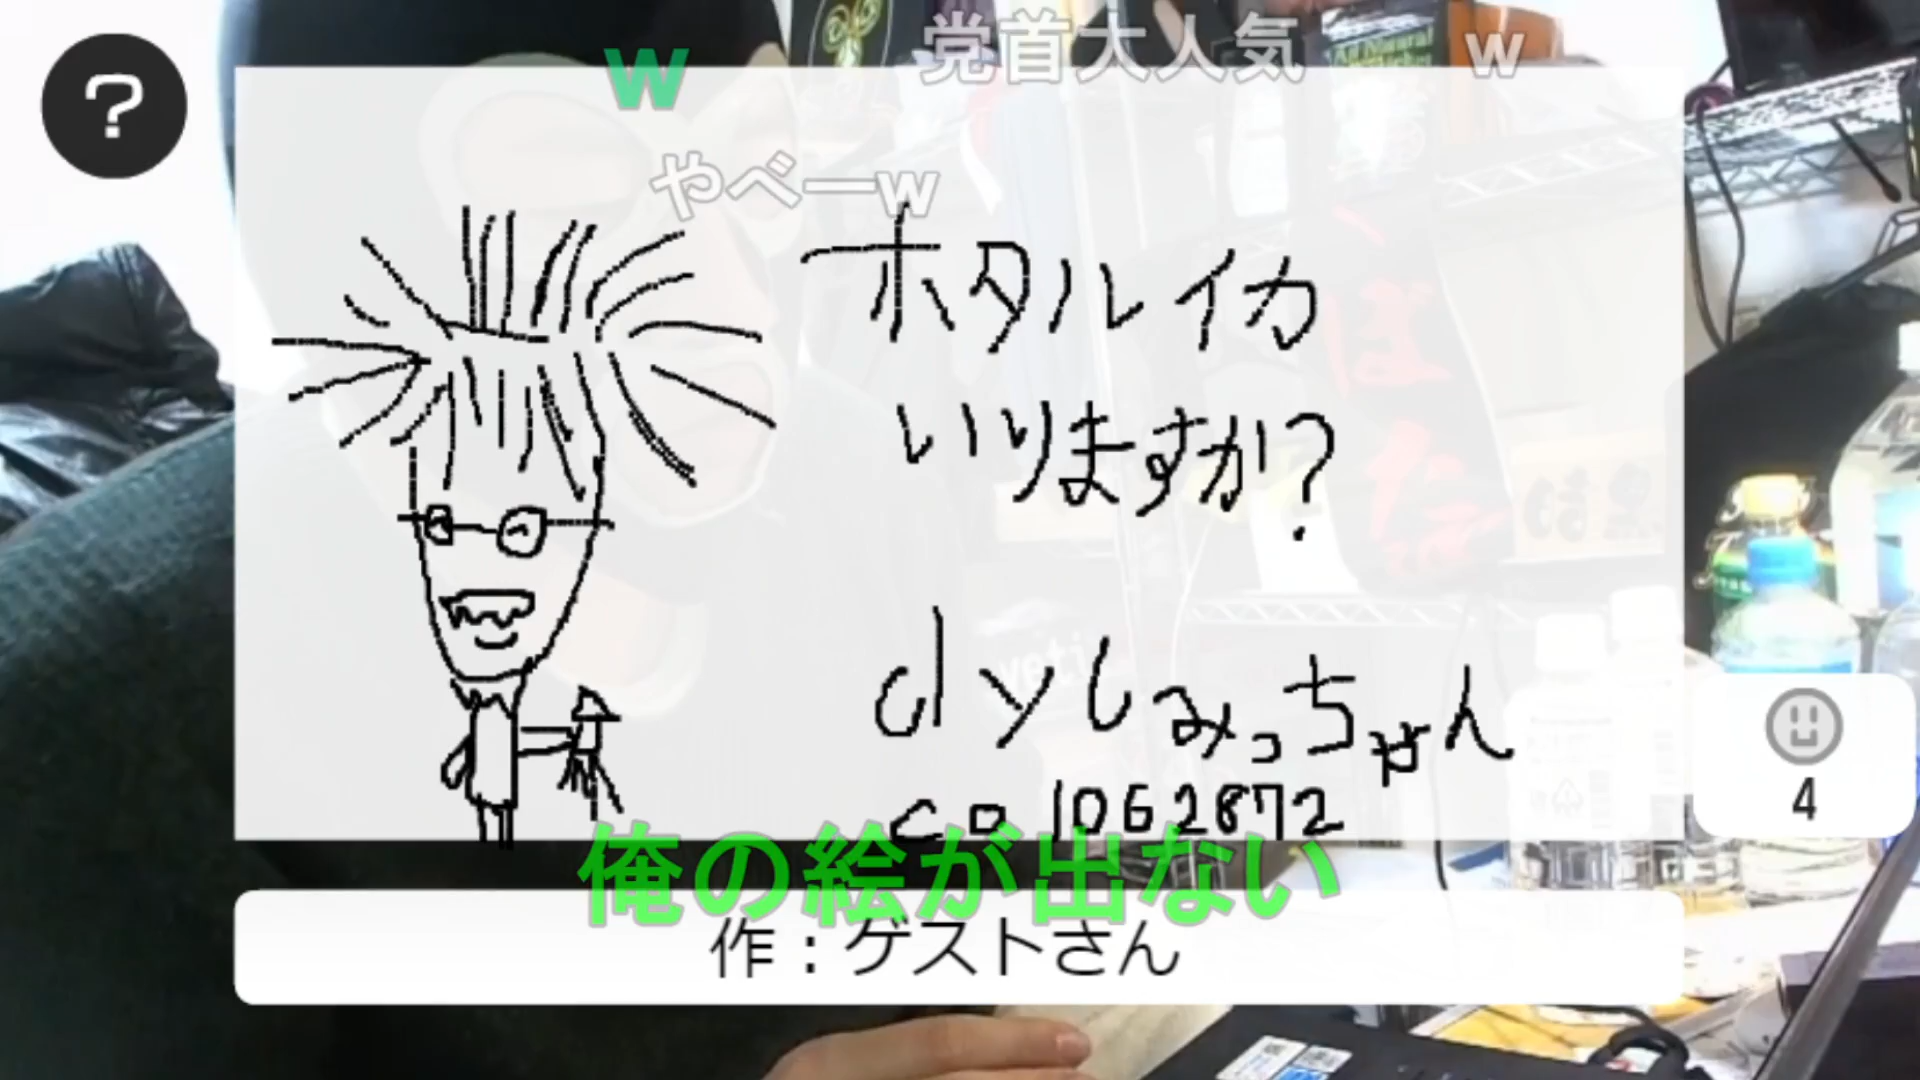 党首大人気
w
w
やべーw
ホタルイカ
いりますか?
dyしみっちゃん
co 1062872
俺の絵が出ない
作：ゲストさん
4
?